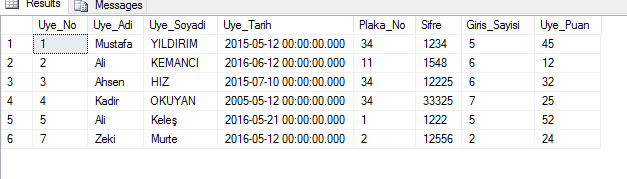 Results Messages
Uye_No Uye_Adi Uye_Soyadi Uye_Tarih Plaka_No Sifre Giris_Sayisi Uye_Puan
1 1 Mustafa YILDIRIM 2015-05-12 00:00:00.000 34 1234 5 45
2 2 Ali KEMANCI 2016-06-12 00:00:00.000 11 1548 6 12
3 3 Ahsen HIZ 2015-07-10 00:00:00.000 34 12225 6 32
4 4 Kadir OKUYAN 2005-05-12 00:00:00.000 34 33325 7 25
5 5 Ali Keleş 2016-05-21 00:00:00.000 1 1222 5 52
6 7 Zeki Murte 2016-05-12 00:00:00.000 2 12556 2 24